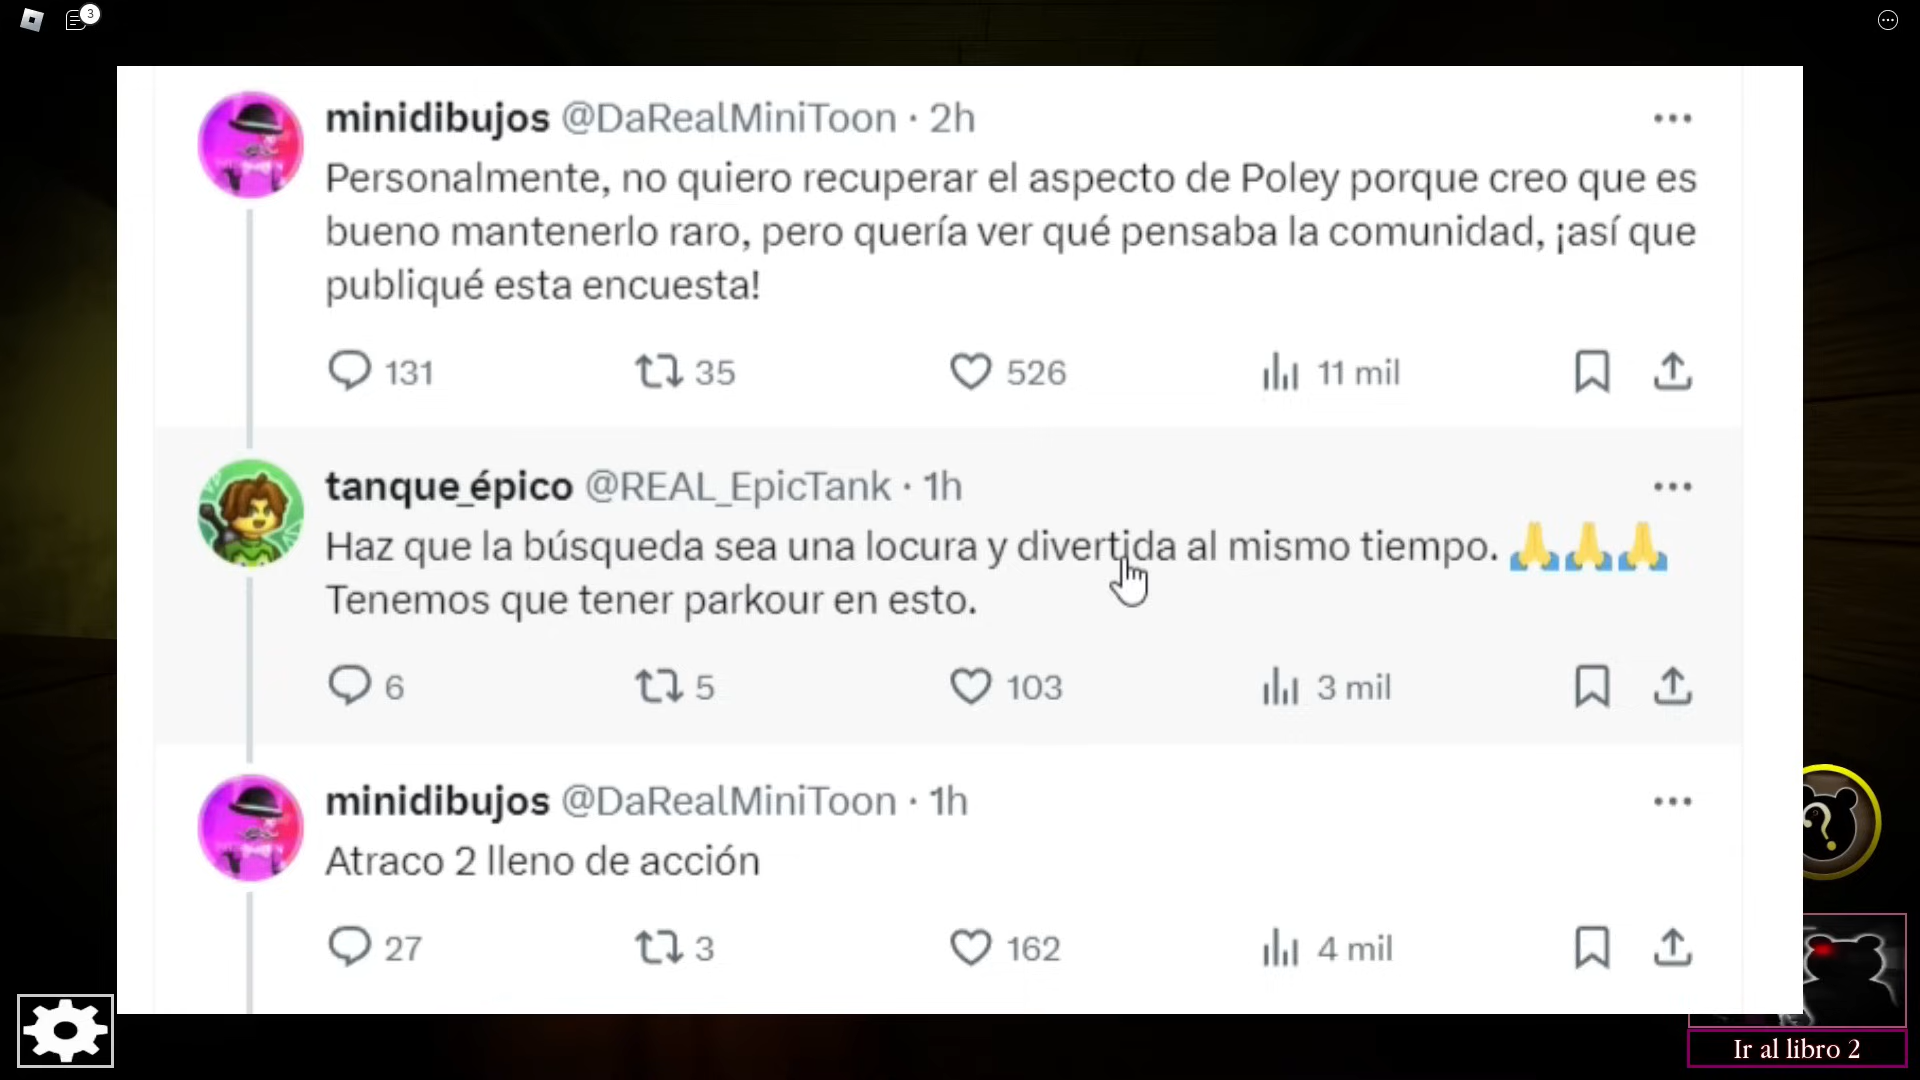 3
minidibujos @DaRealMiniToon · 2h
Personalmente, no quiero recuperar el aspecto de Poley porque creo que es
bueno mantenerlo raro, pero quería ver qué pensaba la comunidad, ¡así que
publiqué esta encuesta!
131 35 526 11 mil
tanque_épico @REAL_EpicTank · 1h
Haz que la búsqueda sea una locura y divertida al mismo tiempo. 🙏🙏🙏
Tenemos que tener parkour en esto.
6 5 103 3 mil
minidibujos @DaRealMiniToon · 1h
Atraco 2 lleno de acción
27 3 162 4 mil
?
Ir al libro 2